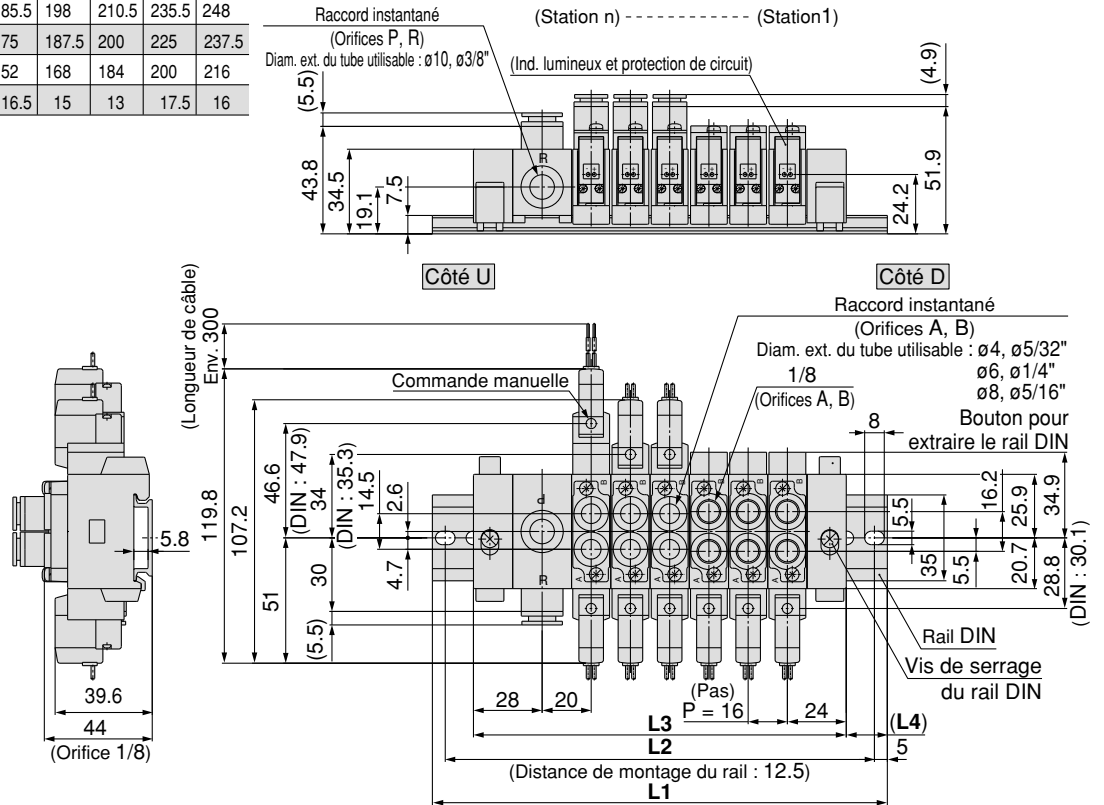 85.5 198 210.5 235.5 248
75 187.5 200 225 237.5
52 168 184 200 216
16.5 15 13 17.5 16
Raccord instantané
(Orifices P, R)
Diam. ext. du tube utilisable : ø10, ø3/8"
(Station n) ---------------- (Station1)
(Ind. lumineux et protection de circuit)
(5.5)
43.8
34.5
19.1
7.5
R
(4.9)
51.9
24.2
Côté U
Côté D
Raccord instantané
(Orifices A, B)
Diam. ext. du tube utilisable : ø4, ø5/32"
ø6, ø1/4"
ø8, ø5/16"
1/8
(Orifices A, B)
Bouton pour
extraire le rail DIN
8
(Longueur de câble)
Env. 300
Commande manuelle
119.8
107.2
46.6
(DIN : 47.9)
34
(DIN : 35.3)
14.5
2.6
4.7
30
51
(5.5)
P
R
B B B B B B
A A A A A A
5.5
16.2
25.9
34.9
35
5.5
20.7
28.8
(DIN : 30.1)
5.8
39.6
44
(Orifice 1/8)
Rail DIN
Vis de serrage
du rail DIN
28
20
(Pas)
P = 16
24
L3
(L4)
L2
5
(Distance de montage du rail : 12.5)
L1